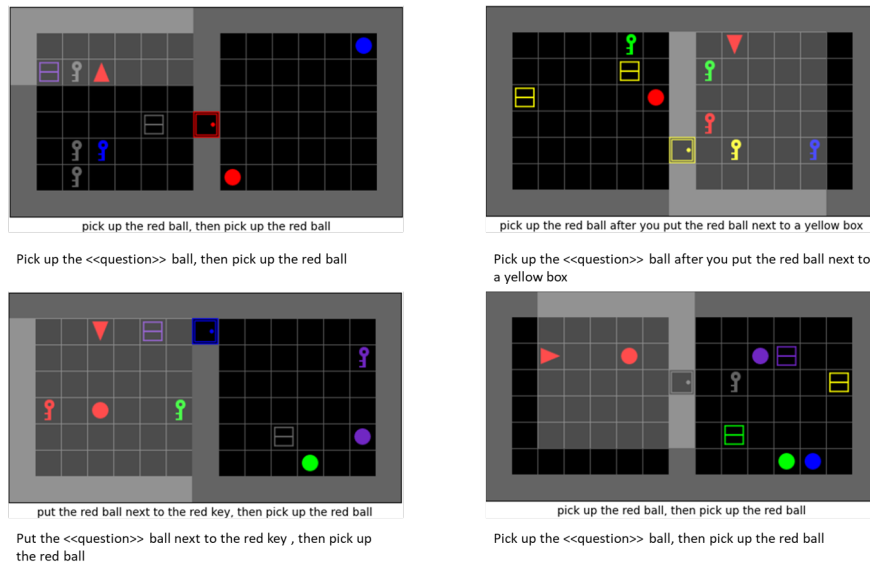 pick up the red ball, then pick up the red ball
Pick up the <<question>> ball, then pick up the red ball
pick up the red ball after you put the red ball next to a yellow box
Pick up the <<question>> ball after you put the red ball next to
a yellow box
put the red ball next to the red key, then pick up the red ball
Put the <<question>> ball next to the red key , then pick up
the red ball
pick up the red ball, then pick up the red ball
Pick up the <<question>> ball, then pick up the red ball